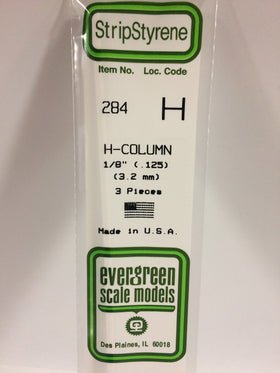 StripStyrene
Item No. Loc. Code
284 H
H-COLUMN
1/8" (.125)
(3.2 mm)
3 Pieces
Made in U.S.A.
evergreen
scale models
Des Plaines, IL 60018